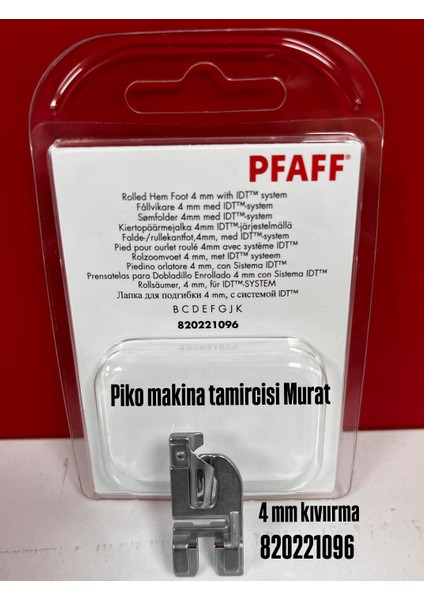 PFAFF®
Rolled Hem Foot 4 mm with IDT™ system
Fållvikare 4 mm med IDT™-system
Sømfolder 4mm med IDT™-system
Kiertopäärmejalka 4mm IDT™-järjestelmällä
Falde-/rullekantfot,4mm, med IDT™-system
Pied pour ourlet roulé 4mm avec système IDT™
Rolzoomvoet 4 mm, met IDT™ systeem
Piedino orlatore 4 mm, con Sistema IDT™
Prensatelas para Dobladillo Enrollado 4 mm con Sistema IDT™
Rollsäumer, 4 mm, für IDT™-SYSTEM
Лапка для подгибки 4 мм, с системой IDT™
B C D E F G J K
820221096
Piko makina tamircisi Murat
4 mm kıvıırma
820221096